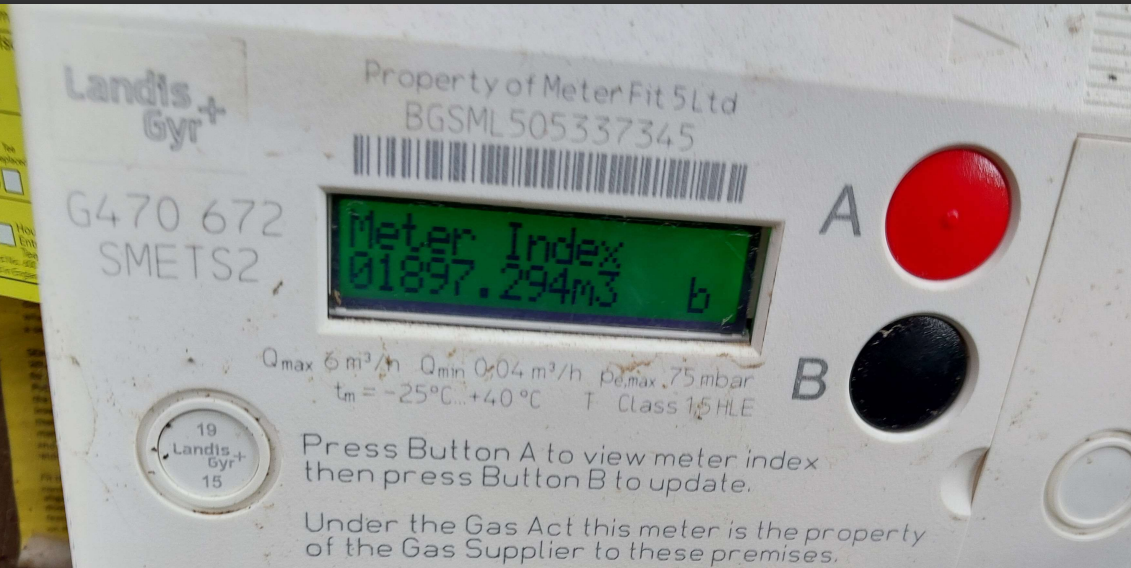 Landis
Gyr+
Property of MeterFit 5 Ltd
BGSML505337345
G470 672
SMETS2
Meter Index
01897.294m3 b
A
B
Qmax 6 m³/h Qmin 0.04 m³/h pe,max .75 mbar
tm = -25°C...+40°C T Class 1.5 HLE
19
Landis
Gyr+
15
Press Button A to view meter index
then press Button B to update.
Under the Gas Act this meter is the property
of the Gas Supplier to these premises.